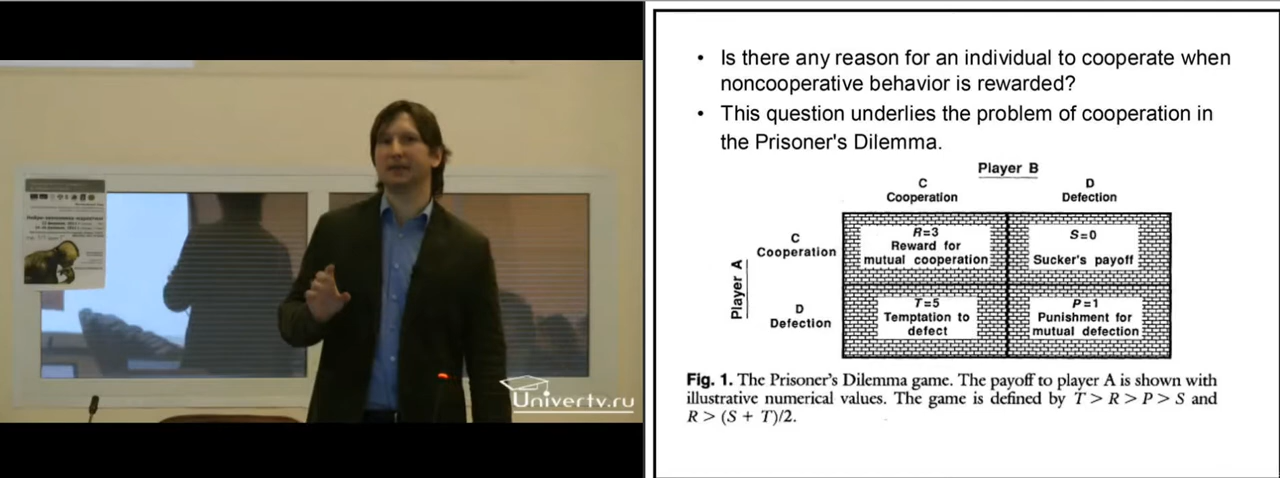 Univertv.ru
• Is there any reason for an individual to cooperate when
noncooperative behavior is rewarded?
• This question underlies the problem of cooperation in
the Prisoner's Dilemma.
Player B
C
Cooperation
D
Defection
Player A
C
Cooperation
R=3
Reward for
mutual cooperation
S=0
Sucker's payoff
D
Defection
T=5
Temptation to
defect
P=1
Punishment for
mutual defection
Fig. 1. The Prisoner's Dilemma game. The payoff to player A is shown with
illustrative numerical values. The game is defined by T > R > P > S and
R > (S + T)/2.